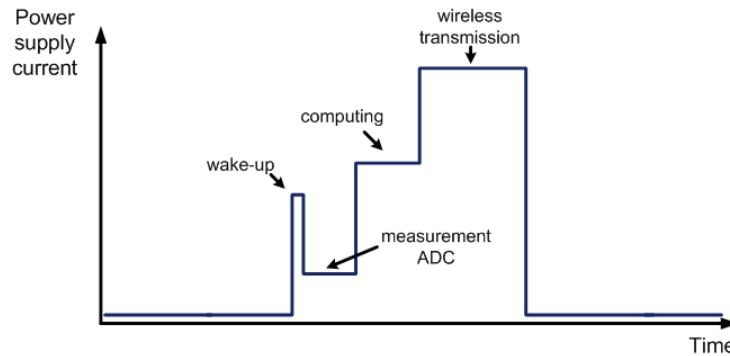 Power
supply
current
wireless
transmission
computing
wake-up
measurement
ADC
Time